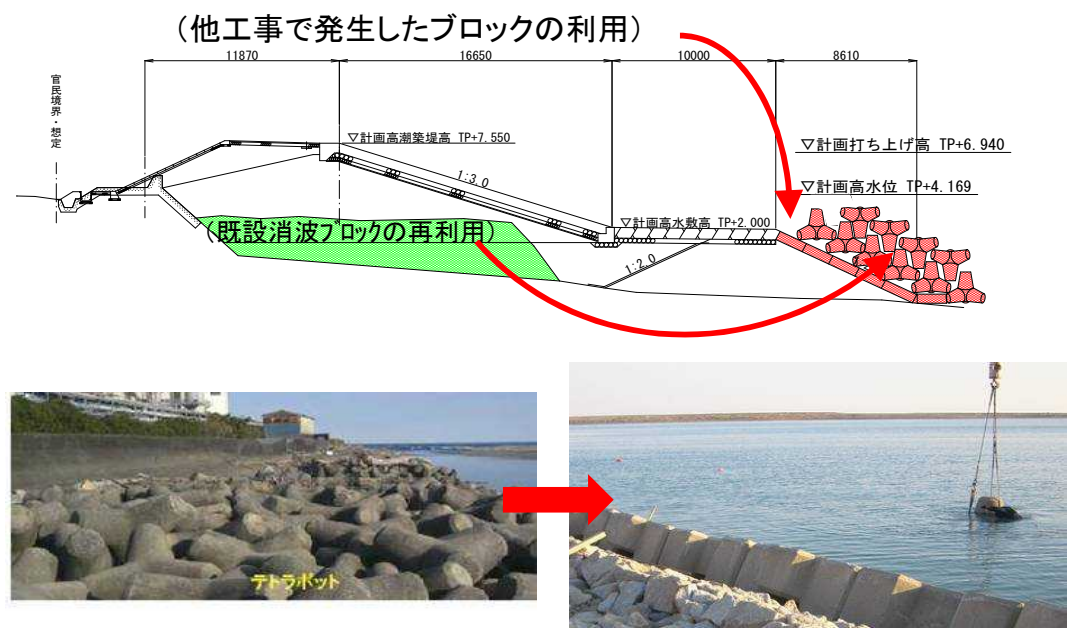 （他工事で発生したブロックの利用）
11870
16650
10000
8610
官民境界・想定
▽計画高潮築堤高 TP+7.550
▽計画打ち上げ高 TP+6.940
1:3.0
▽計画高水位 TP+4.169
▽計画高水敷高 TP+2.000
（既設消波ブロックの再利用）
1:2.0
テトラポット